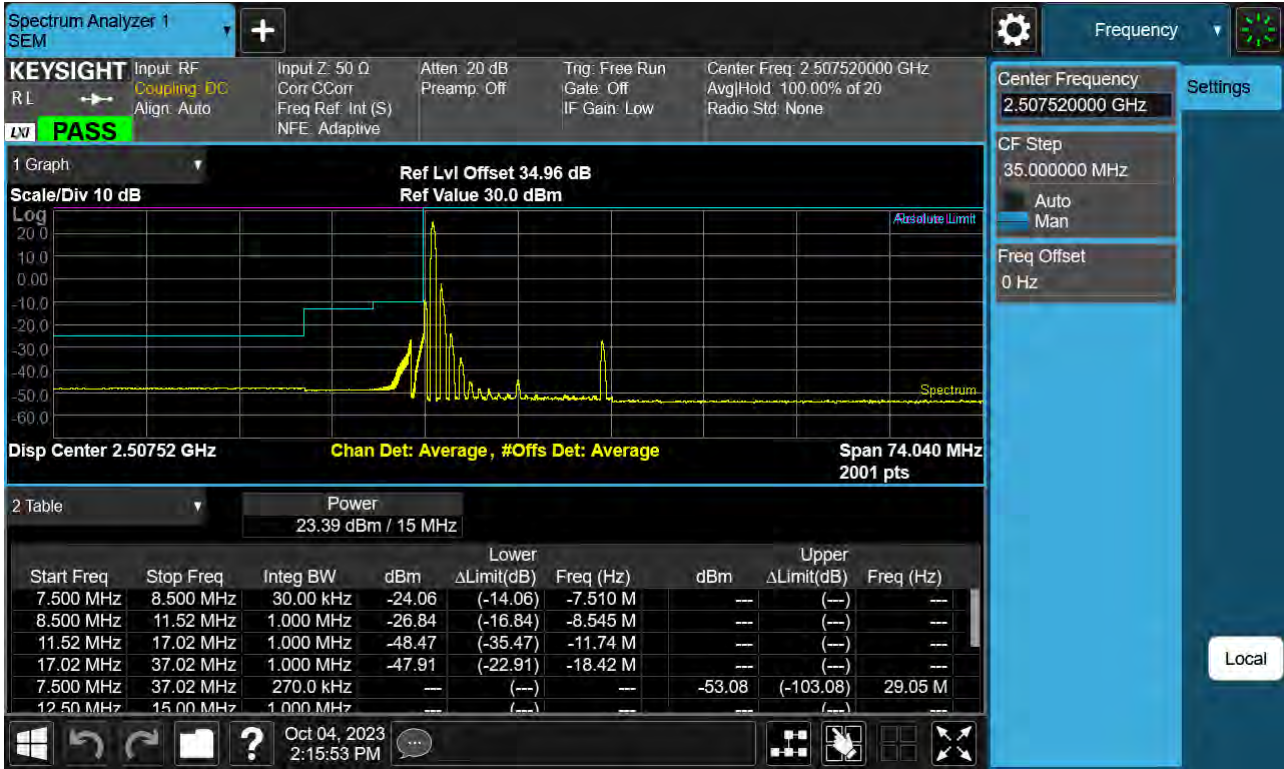 Spectrum Analyzer 1
SEM
+
Frequency
KEYSIGHT
RL
LXI
PASS
Input: RF
Coupling: DC
Align: Auto
Input Z: 50 Ω
Corr CCorr
Freq Ref: Int (S)
NFE: Adaptive
Atten: 20 dB
Preamp: Off
Trig: Free Run
Gate: Off
IF Gain: Low
Center Freq: 2.507520000 GHz
Avg|Hold: 100.00% of 20
Radio Std: None
Center Frequency
2.507520000 GHz
Settings
CF Step
35.000000 MHz
Auto
Man
Freq Offset
0 Hz
Local
1 Graph
Scale/Div 10 dB
Ref Lvl Offset 34.96 dB
Ref Value 30.0 dBm
Log
20.0
10.0
0.00
-10.0
-20.0
-30.0
-40.0
-50.0
-60.0
Absolute Limit
Spectrum
Disp Center 2.50752 GHz
Chan Det: Average , #Offs Det: Average
Span 74.040 MHz
2001 pts
2 Table
Power
23.39 dBm / 15 MHz
Lower Upper
Start Freq Stop Freq Integ BW dBm ΔLimit(dB) Freq (Hz) dBm ΔLimit(dB) Freq (Hz)
7.500 MHz 8.500 MHz 30.00 kHz -24.06 (-14.06) -7.510 M --- (---) ---
8.500 MHz 11.52 MHz 1.000 MHz -26.84 (-16.84) -8.545 M --- (---) ---
11.52 MHz 17.02 MHz 1.000 MHz -48.47 (-35.47) -11.74 M --- (---) ---
17.02 MHz 37.02 MHz 1.000 MHz -47.91 (-22.91) -18.42 M --- (---) ---
7.500 MHz 37.02 MHz 270.0 kHz --- (---) --- -53.08 (-103.08) 29.05 M
12.50 MHz 15.00 MHz 1.000 MHz --- (---) --- --- (---) ---
?
Oct 04, 2023
2:15:53 PM